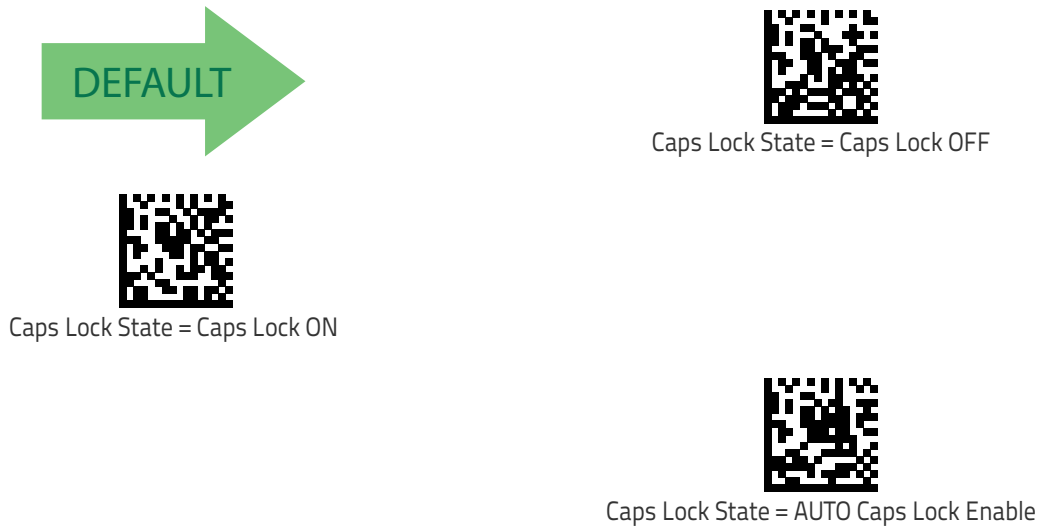 DEFAULT
Caps Lock State = Caps Lock OFF
Caps Lock State = Caps Lock ON
Caps Lock State = AUTO Caps Lock Enable